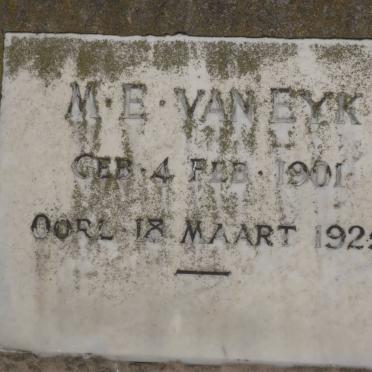 M·E·VAN EYK
GEB·4 FEB·1901
OORL·18 MAART